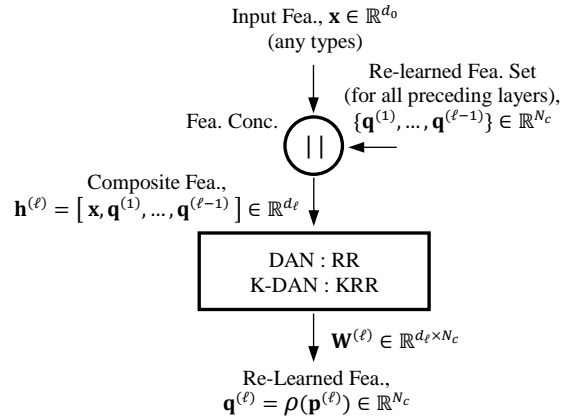 Input Fea., 𝐱 ∈ ℝ^{d_0}
(any types)
Re-learned Fea. Set
(for all preceding layers),
{𝐪^{(1)}, … , 𝐪^{(ℓ−1)}} ∈ ℝ^{N_c}
Fea. Conc.
||
Composite Fea.,
𝐡^{(ℓ)} = [ 𝐱, 𝐪^{(1)}, … , 𝐪^{(ℓ−1)} ] ∈ ℝ^{d_ℓ}
DAN : RR
K-DAN : KRR
𝐖^{(ℓ)} ∈ ℝ^{d_ℓ×N_c}
Re-Learned Fea.,
𝐪^{(ℓ)} = ρ(𝐩^{(ℓ)}) ∈ ℝ^{N_c}